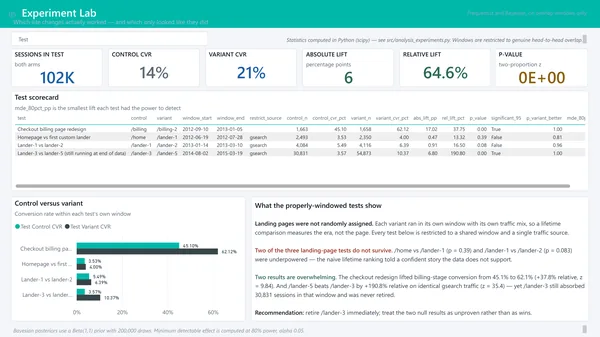 Experiment Lab
Which site changes actually worked — and which only looked like they did
Frequentist and Bayesian, on overlap windows only
Test
Statistics computed in Python (scipy) — see src/analysis_experiments.py. Windows are restricted to genuine head-to-head overlap.
SESSIONS IN TEST
both arms
102K
CONTROL CVR
14%
VARIANT CVR
21%
ABSOLUTE LIFT
percentage points
6
RELATIVE LIFT
64.6%
P-VALUE
two-proportion z
0E+00
Test scorecard
mde_80pct_pp is the smallest lift each test had the power to detect
test control variant window_start window_end restrict_source control_n control_cvr_pct variant_n variant_cvr_pct abs_lift_pp rel_lift_pct p_value significant_95 p_variant_better mde_80p
Checkout billing page redesign /billing /billing-2 2012-09-10 2013-01-05 1,663 45.10 1,658 62.12 17.02 37.75 0.00 True 1.00
Homepage vs first custom lander /home /lander-1 2012-06-19 2012-07-28 gsearch 2,493 3.53 2,350 4.00 0.47 13.32 0.39 False 0.81
Lander-1 vs lander-2 /lander-1 /lander-2 2013-01-14 2013-03-10 4,084 5.49 4,116 6.39 0.91 16.50 0.08 False 0.96
Lander-3 vs lander-5 (still running at end of data) /lander-3 /lander-5 2014-08-02 2015-03-19 gsearch 30,831 3.57 54,873 10.37 6.80 190.80 0.00 True 1.00
Control versus variant
Conversion rate within each test's own window
Test Control CVR Test Variant CVR
Checkout billing pa... 45.10% 62.12%
Homepage vs first... 3.53% 4.00%
Lander-1 vs lander-2 5.49% 6.39%
Lander-3 vs lander... 3.57% 10.37%
0% 20% 40% 60%
What the properly-windowed tests show
Landing pages were not randomly assigned. Each variant ran in its own window with its own traffic mix, so a lifetime
comparison measures the era, not the page. Every test below is restricted to a shared window and a single traffic source.
Two of the three landing-page tests do not survive. /home vs /lander-1 (p = 0.39) and /lander-1 vs /lander-2 (p = 0.083)
were underpowered — the naive lifetime ranking told a confident story the data does not support.
Two results are overwhelming. The checkout redesign lifted billing-stage conversion from 45.1% to 62.1% (+37.8% relative, z
= 9.84). And /lander-5 beats /lander-3 by +190.8% relative on identical gsearch traffic (z = 35.4) — yet /lander-3 still absorbed
30,831 sessions in that window and was never retired.
Recommendation: retire /lander-3 immediately; treat the two null results as unproven rather than as wins.
Bayesian posteriors use a Beta(1,1) prior with 200,000 draws. Minimum detectable effect is computed at 80% power, alpha 0.05.